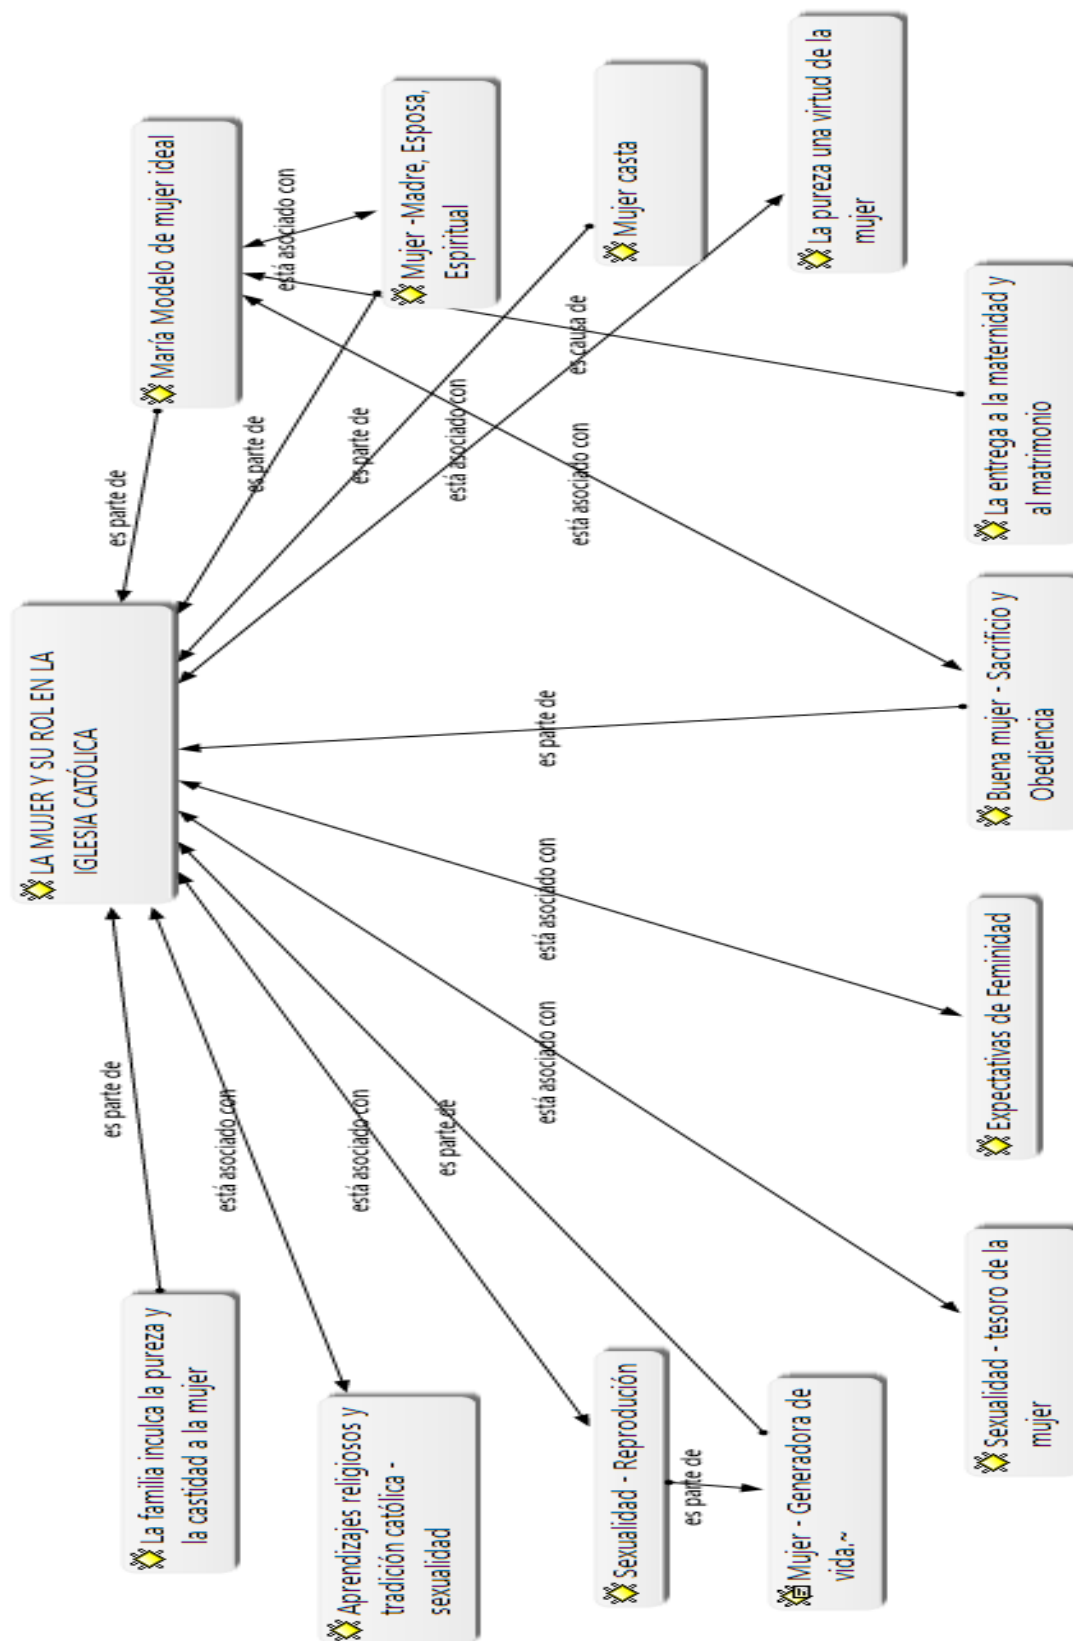 LA MUJER Y SU ROL EN LA
IGLESIA CATÓLICA
es parte de
es parte de
La familia inculca la pureza y
la castidad a la mujer
María Modelo de mujer ideal
está asociado con
está asociado con
es parte de
Aprendizajes religiosos y
tradición católica -
sexualidad
Mujer -Madre, Esposa,
Espiritual
está asociado con
es parte de
es parte de
está asociado con
Sexualidad - Reprodución
Mujer casta
es parte de
es causa de
Mujer - Generadora de
vida.~
está asociado con
está asociado con
es parte de
está asociado con
La pureza una virtud de la
mujer
Sexualidad - tesoro de la
mujer
Expectativas de Feminidad
Buena mujer - Sacrificio y
Obediencia
La entrega a la maternidad y
al matrimonio